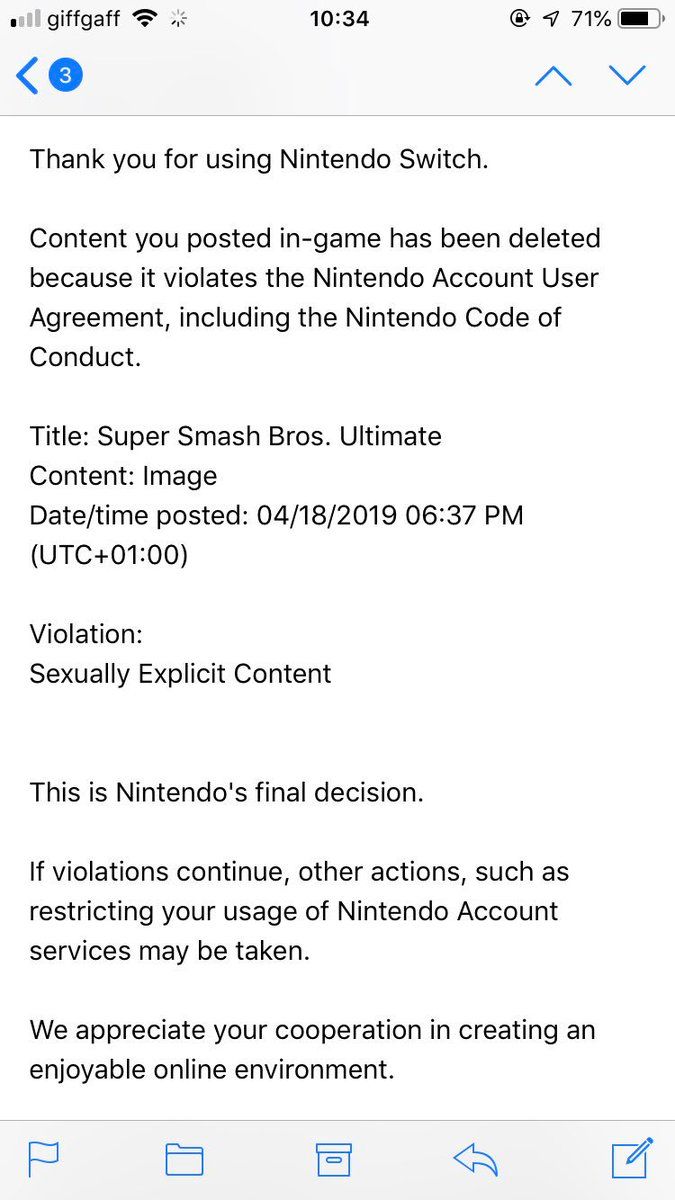 giffgaff 10:34 71%
3
Thank you for using Nintendo Switch.
Content you posted in-game has been deleted
because it violates the Nintendo Account User
Agreement, including the Nintendo Code of
Conduct.
Title: Super Smash Bros. Ultimate
Content: Image
Date/time posted: 04/18/2019 06:37 PM
(UTC+01:00)
Violation:
Sexually Explicit Content
This is Nintendo's final decision.
If violations continue, other actions, such as
restricting your usage of Nintendo Account
services may be taken.
We appreciate your cooperation in creating an
enjoyable online environment.